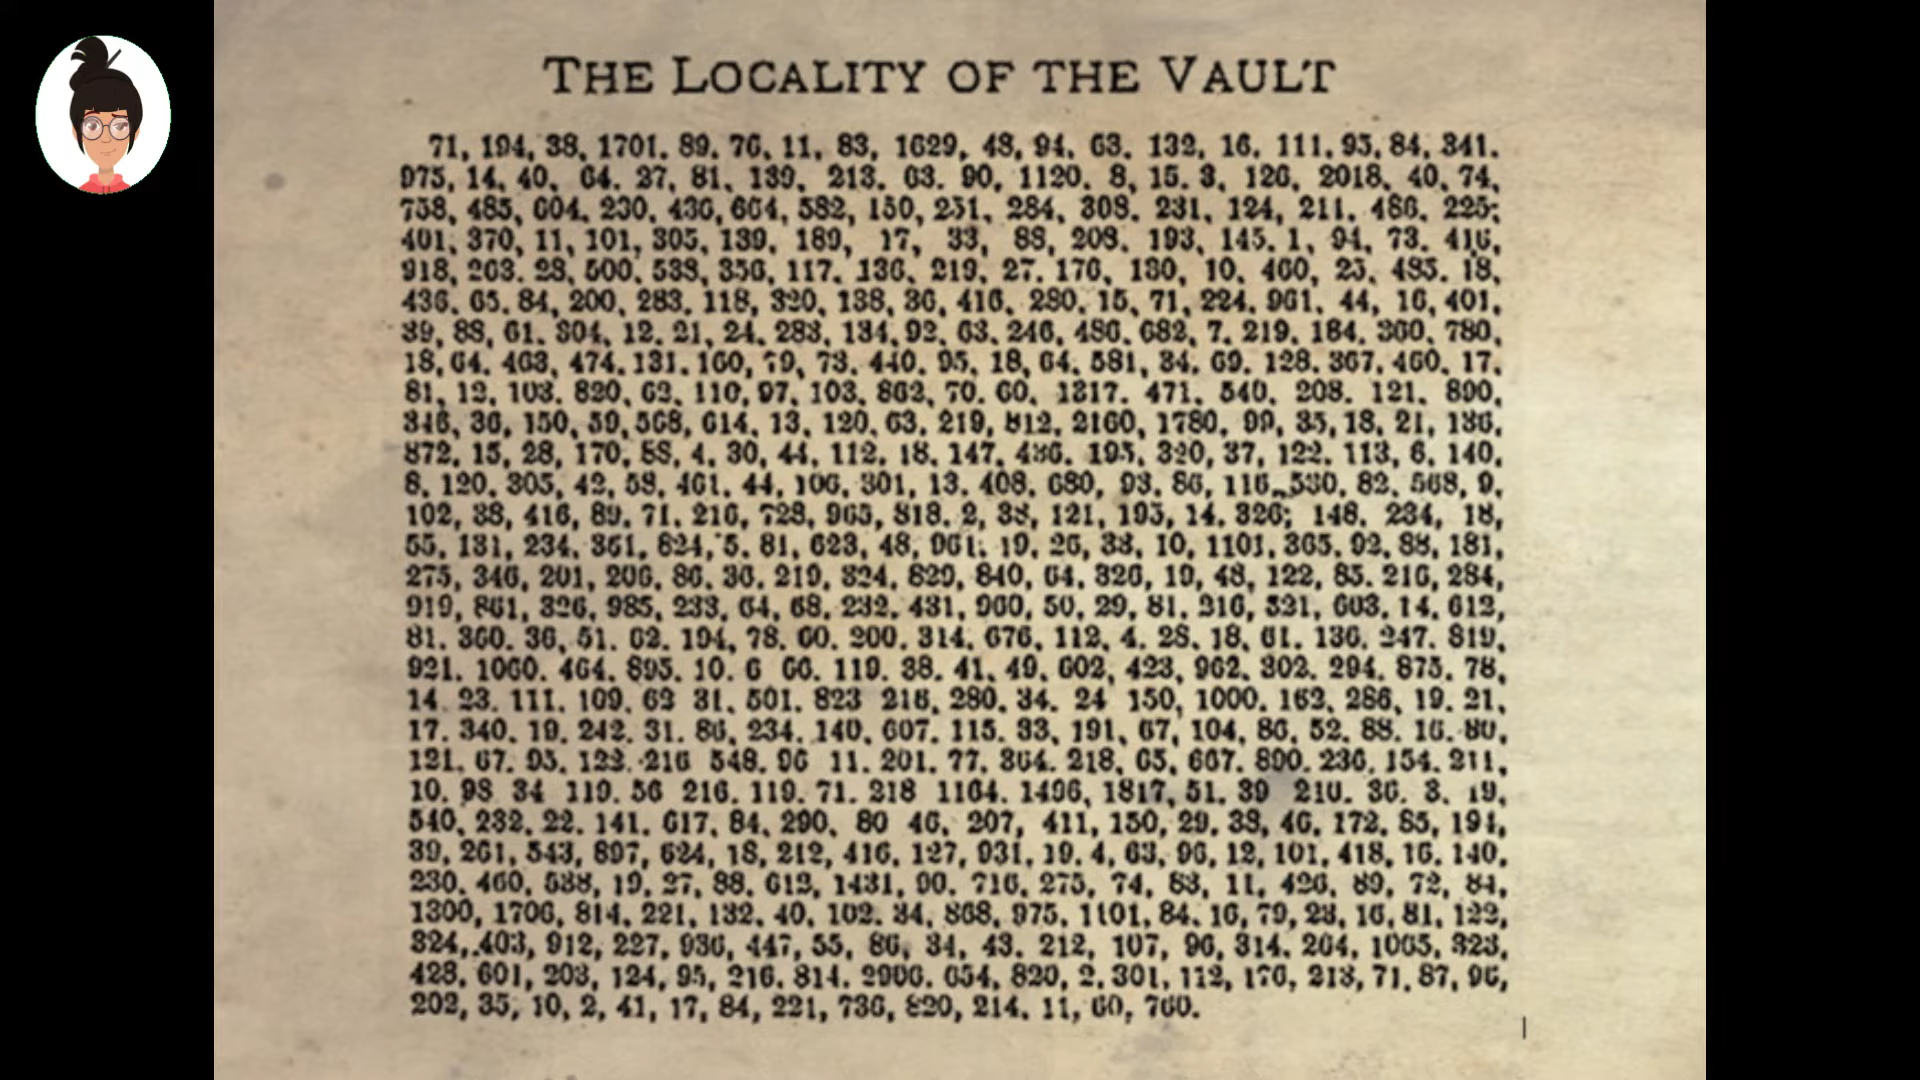 THE LOCALITY OF THE VAULT
71, 194, 38, 1701, 89, 76, 11, 83, 1629, 48, 94, 63, 132, 16, 111, 95, 84, 341,
975, 14, 40, 64, 27, 81, 139, 213, 63, 90, 1120, 8, 15, 3, 126, 2018, 40, 74,
758, 485, 604, 230, 436, 664, 582, 150, 251, 284, 308, 231, 124, 211, 486, 225;
401, 370, 11, 101, 305, 139, 189, 17, 33, 88, 208, 193, 145, 1, 94, 73, 416,
918, 263, 28, 500, 538, 356, 117, 136, 219, 27, 176, 130, 10, 460, 25, 485, 18,
436, 65, 84, 200, 283, 118, 320, 138, 36, 416, 280, 15, 71, 224, 961, 44, 16, 401,
39, 88, 61, 304, 12, 21, 24, 283, 134, 92, 63, 246, 486, 682, 7, 219, 184, 360, 780,
18, 64, 463, 474, 131, 160, 79, 73, 440, 95, 18, 64, 581, 34, 69, 128, 367, 460, 17,
81, 12, 103, 820, 62, 110, 97, 103, 862, 70, 60, 1317, 471, 540, 208, 121, 890,
346, 36, 150, 59, 568, 614, 13, 120, 63, 219, 812, 2160, 1780, 99, 35, 18, 21, 136,
872, 15, 28, 170, 88, 4, 30, 44, 112, 18, 147, 436, 195, 320, 37, 122, 113, 6, 140,
8, 120, 305, 42, 58, 461, 44, 106, 301, 13, 408, 680, 93, 86, 116, 530, 82, 568, 9,
102, 38, 416, 89, 71, 216, 728, 965, 818, 2, 38, 121, 195, 14, 326; 148, 234, 18,
55, 131, 234, 361, 824, 5, 81, 623, 48, 961, 19, 26, 33, 10, 1101, 365, 92, 88, 181,
275, 346, 201, 206, 86, 36, 219, 324, 829, 840, 64, 326, 19, 48, 122, 85, 216, 284,
919, 861, 326, 985, 233, 64, 68, 232, 431, 960, 50, 29, 81, 216, 321, 603, 14, 612,
81, 360, 36, 51, 62, 194, 78, 60, 200, 314, 676, 112, 4, 28, 18, 61, 136, 247, 819,
921, 1060, 464, 895, 10, 6 66, 119, 38, 41, 49, 602, 423, 962, 302, 294, 875, 78,
14, 23, 111, 109, 62 31, 501, 823 216, 280, 34, 24 150, 1000, 162, 286, 19, 21,
17, 340, 19, 242, 31, 86, 234, 140, 607, 115, 33, 191, 67, 104, 86, 52, 88, 16, 80,
121, 67, 95, 122, 216 548, 96 11, 201, 77, 364, 218, 65, 667, 890, 236, 154, 211,
10, 98 34 119, 56 216, 119, 71, 218 1164, 1496, 1817, 51, 39 210, 36, 3, 19,
540, 232, 22, 141, 617, 84, 290, 80 46, 207, 411, 150, 29, 38, 46, 172, 85, 194,
39, 261, 543, 897, 624, 18, 212, 416, 127, 931, 19, 4, 63, 96, 12, 101, 418, 16, 140,
230, 460, 538, 19, 27, 88, 612, 1431, 90, 716, 275, 74, 83, 11, 426, 89, 72, 84,
1300, 1706, 814, 221, 132, 40, 102, 34, 868, 975, 1101, 84, 16, 79, 23, 16, 81, 122,
324, 403, 912, 227, 936, 447, 55, 86, 34, 43, 212, 107, 96, 314, 264, 1065, 323,
428, 601, 203, 124, 95, 216, 814, 2906, 654, 820, 2, 301, 112, 176, 213, 71, 87, 96,
202, 35, 10, 2, 41, 17, 84, 221, 736, 820, 214, 11, 60, 760.